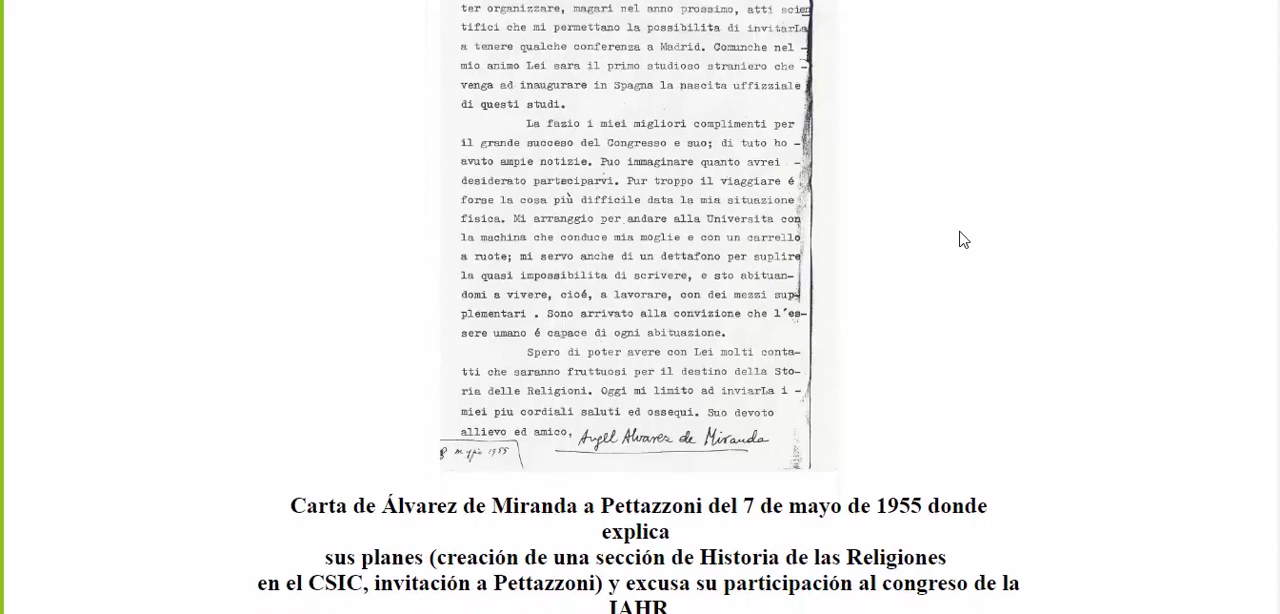 ter organizzare, magari nel anno prossimo, atti scien
tifici che mi permettano la possibilita di invitarLa
a tenere qualche conferenza a Madrid. Comunche nel -
mio animo Lei sara il primo studioso straniero che -
venga ad inaugurare in Spagna la nascita uffizziale
di questi studi.
La fazio i miei migliori complimenti per
il grande succeso del Congresso e suo; di tuto ho -
avuto ampie notizie. Puo immaginare quanto avrei -
desiderato parteciparvi. Pur troppo il viaggiare é
forse la cosa più difficile data la mia situazione
fisica. Mi arranggio per andare alla Universita con
la machina che conduce mia moglie e con un carrello
a ruote; mi servo anche di un dettafono per suplire
la quasi impossibilita di scrivere, e sto abituan-
domi a vivere, cioé, a lavorare, con dei mezzi sup-
plementari . Sono arrivato alla convizione che l'es-
sere umano é capace di ogni abituazione.
Spero di poter avere con Lei molti conta-
tti che saranno fruttuosi per il destino della Sto-
ria delle Religioni. Oggi mi limito ad inviarLa i -
miei piu cordiali saluti ed ossequi. Suo devoto
allievo ed amico, Angel Alvarez de Miranda
1955
Carta de Álvarez de Miranda a Pettazzoni del 7 de mayo de 1955 donde
explica
sus planes (creación de una sección de Historia de las Religiones
en el CSIC, invitación a Pettazzoni) y excusa su participación al congreso de la
IAHR